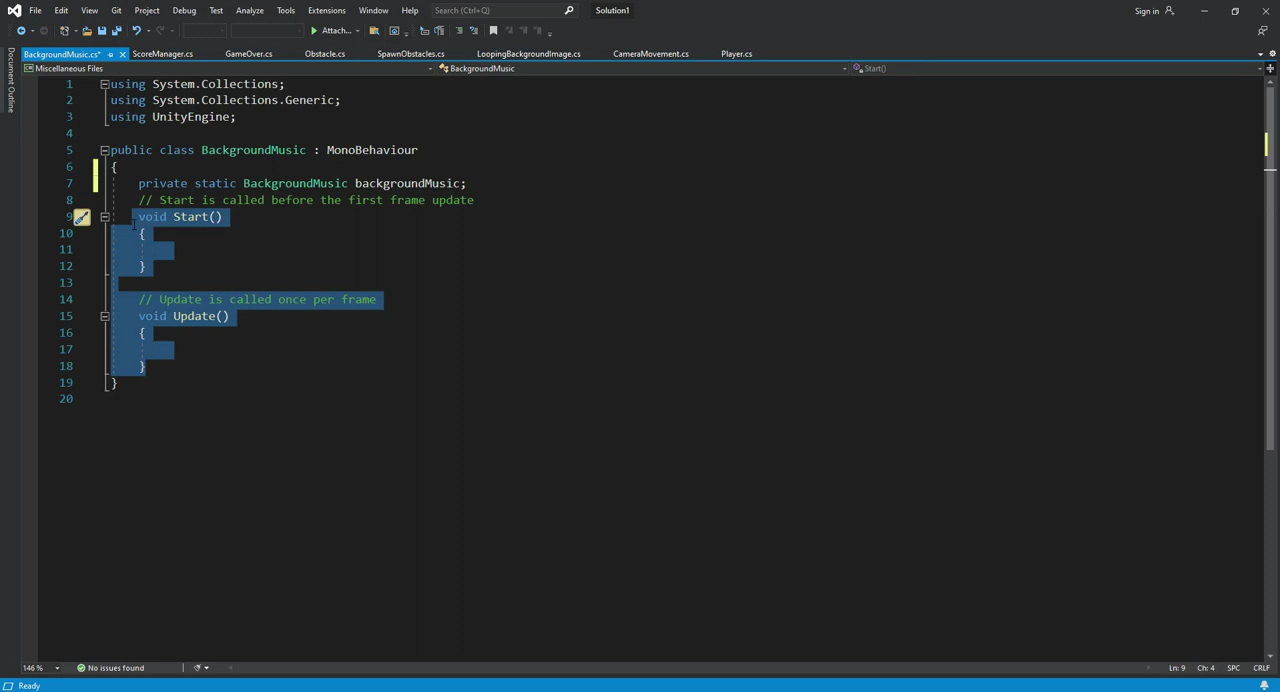 File Edit View Git Project Debug Test Analyze Tools Extensions Window Help Search (Ctrl+Q) Solution1 Sign in
Attach...
BackgroundMusic.cs* ScoreManager.cs GameOver.cs Obstacle.cs SpawnObstacles.cs LoopingBackgroundImage.cs CameraMovement.cs Player.cs
Document Outline
Miscellaneous Files BackgroundMusic Start()
1 using System.Collections;
2 using System.Collections.Generic;
3 using UnityEngine;
4
5 public class BackgroundMusic : MonoBehaviour
6 {
7 private static BackgroundMusic backgroundMusic;
8 // Start is called before the first frame update
9 void Start()
10 {
11
12 }
13
14 // Update is called once per frame
15 void Update()
16 {
17
18 }
19 }
20
146 % No issues found Ln: 9 Ch: 4 SPC CRLF
Ready